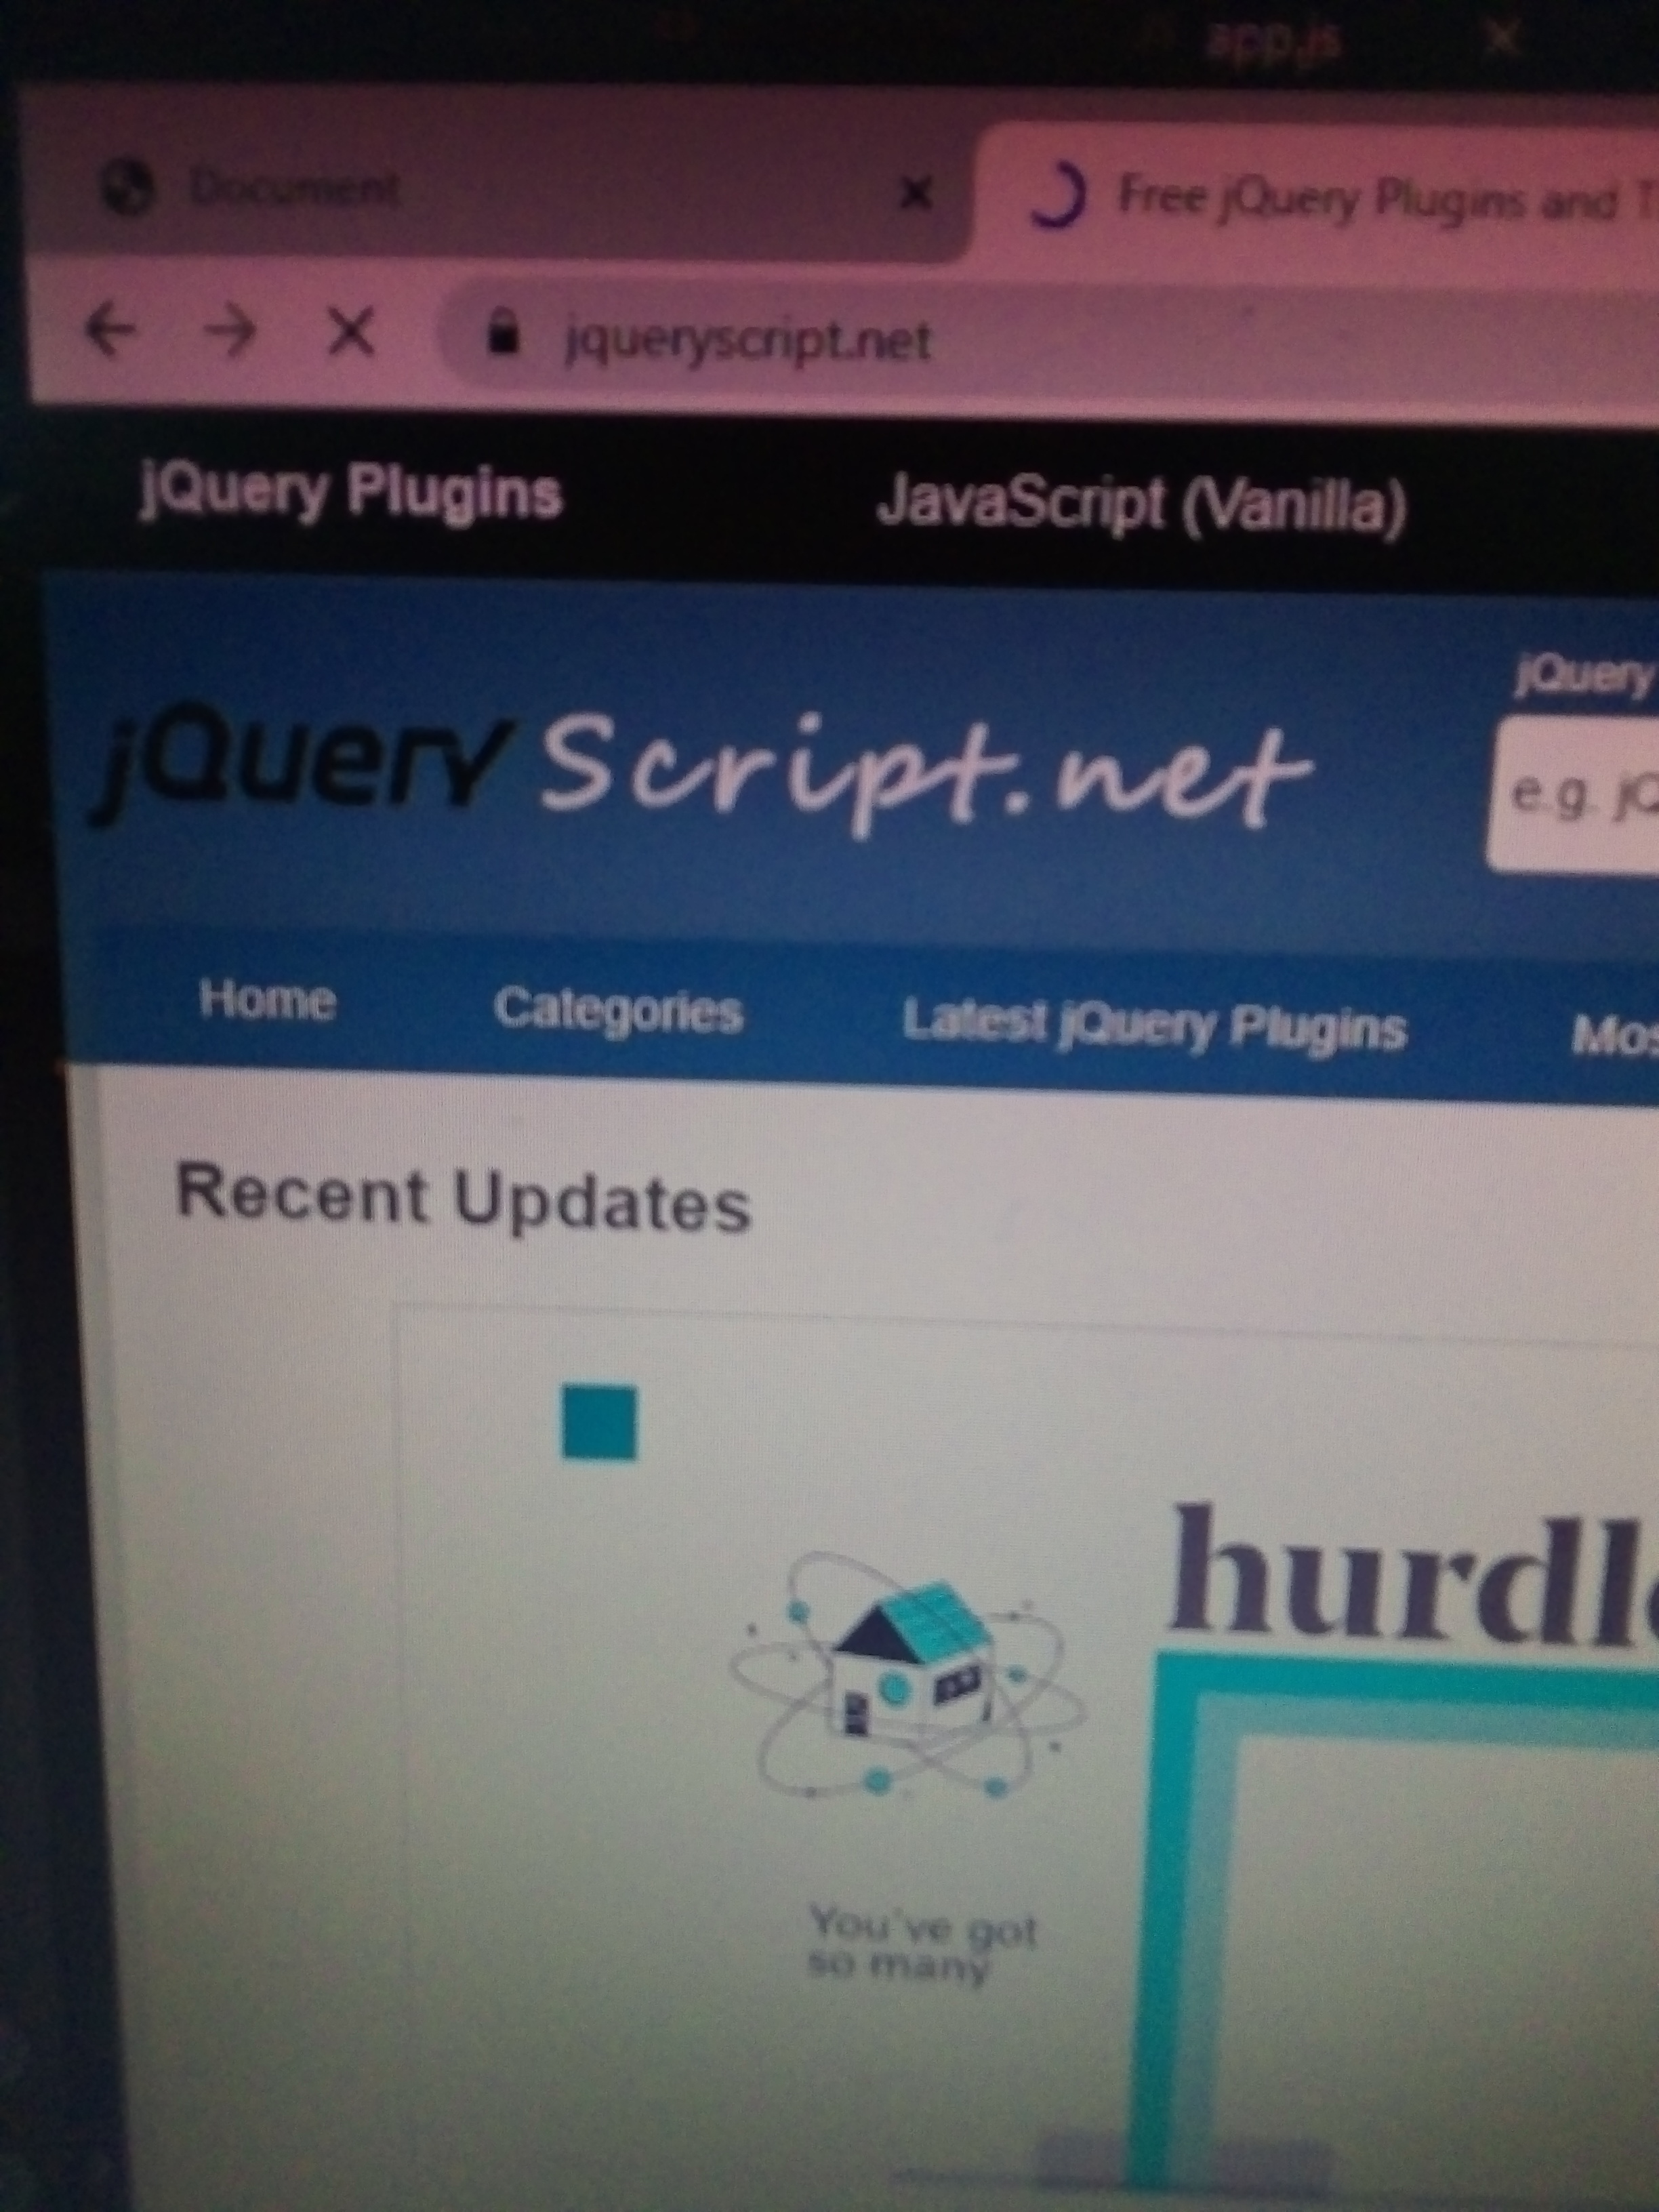 app.js
Document
Free jQuery Plugins and T
jqueryscript.net
jQuery Plugins
JavaScript (Vanilla)
jQuery Script.net
jQuery
e.g. jQ
Home
Categories
Latest jQuery Plugins
Mos
Recent Updates
hurdle
You've got
so many